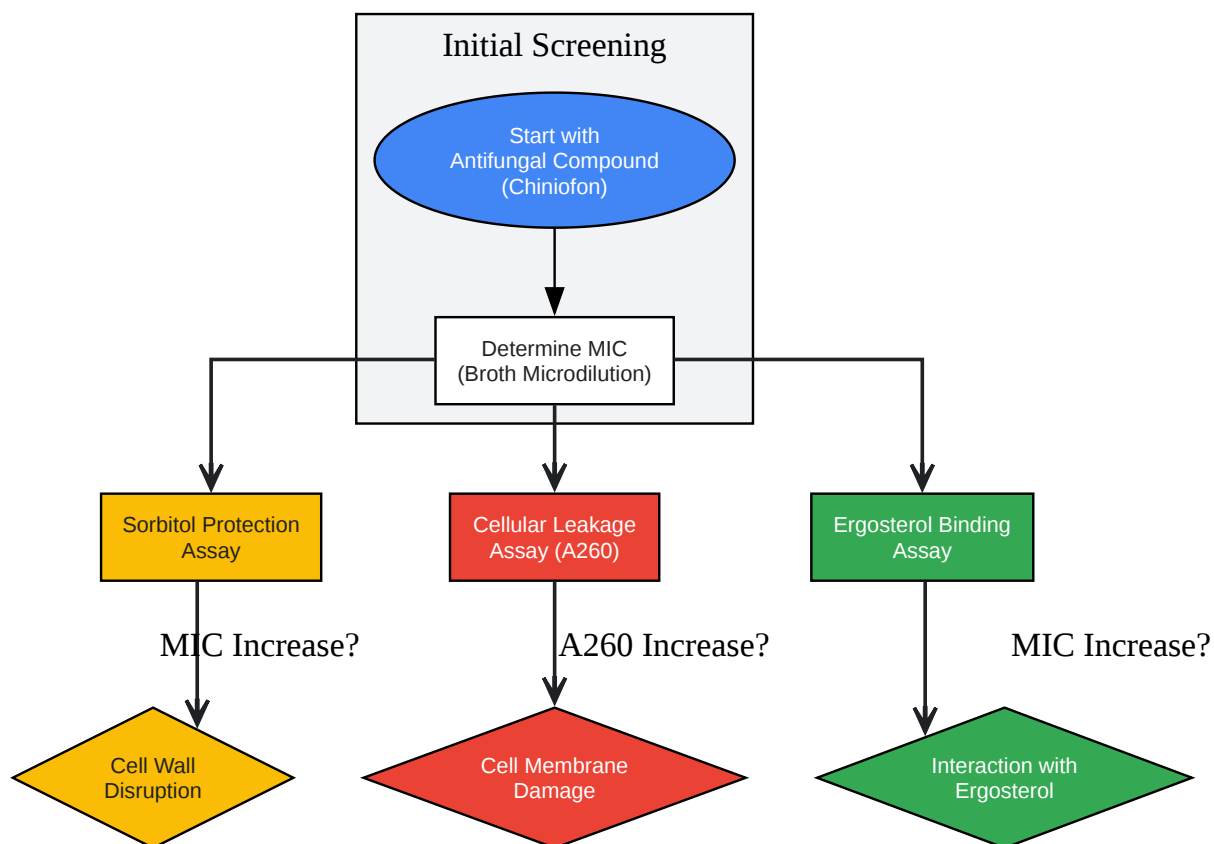 Initial Screening
Start with
Antifungal Compound
(Chiniofon)
Determine MIC
(Broth Microdilution)
Sorbitol Protection
Assay
Cellular Leakage
Assay (A260)
Ergosterol Binding
Assay
MIC Increase?
A260 Increase?
MIC Increase?
Cell Wall
Disruption
Cell Membrane
Damage
Interaction with
Ergosterol